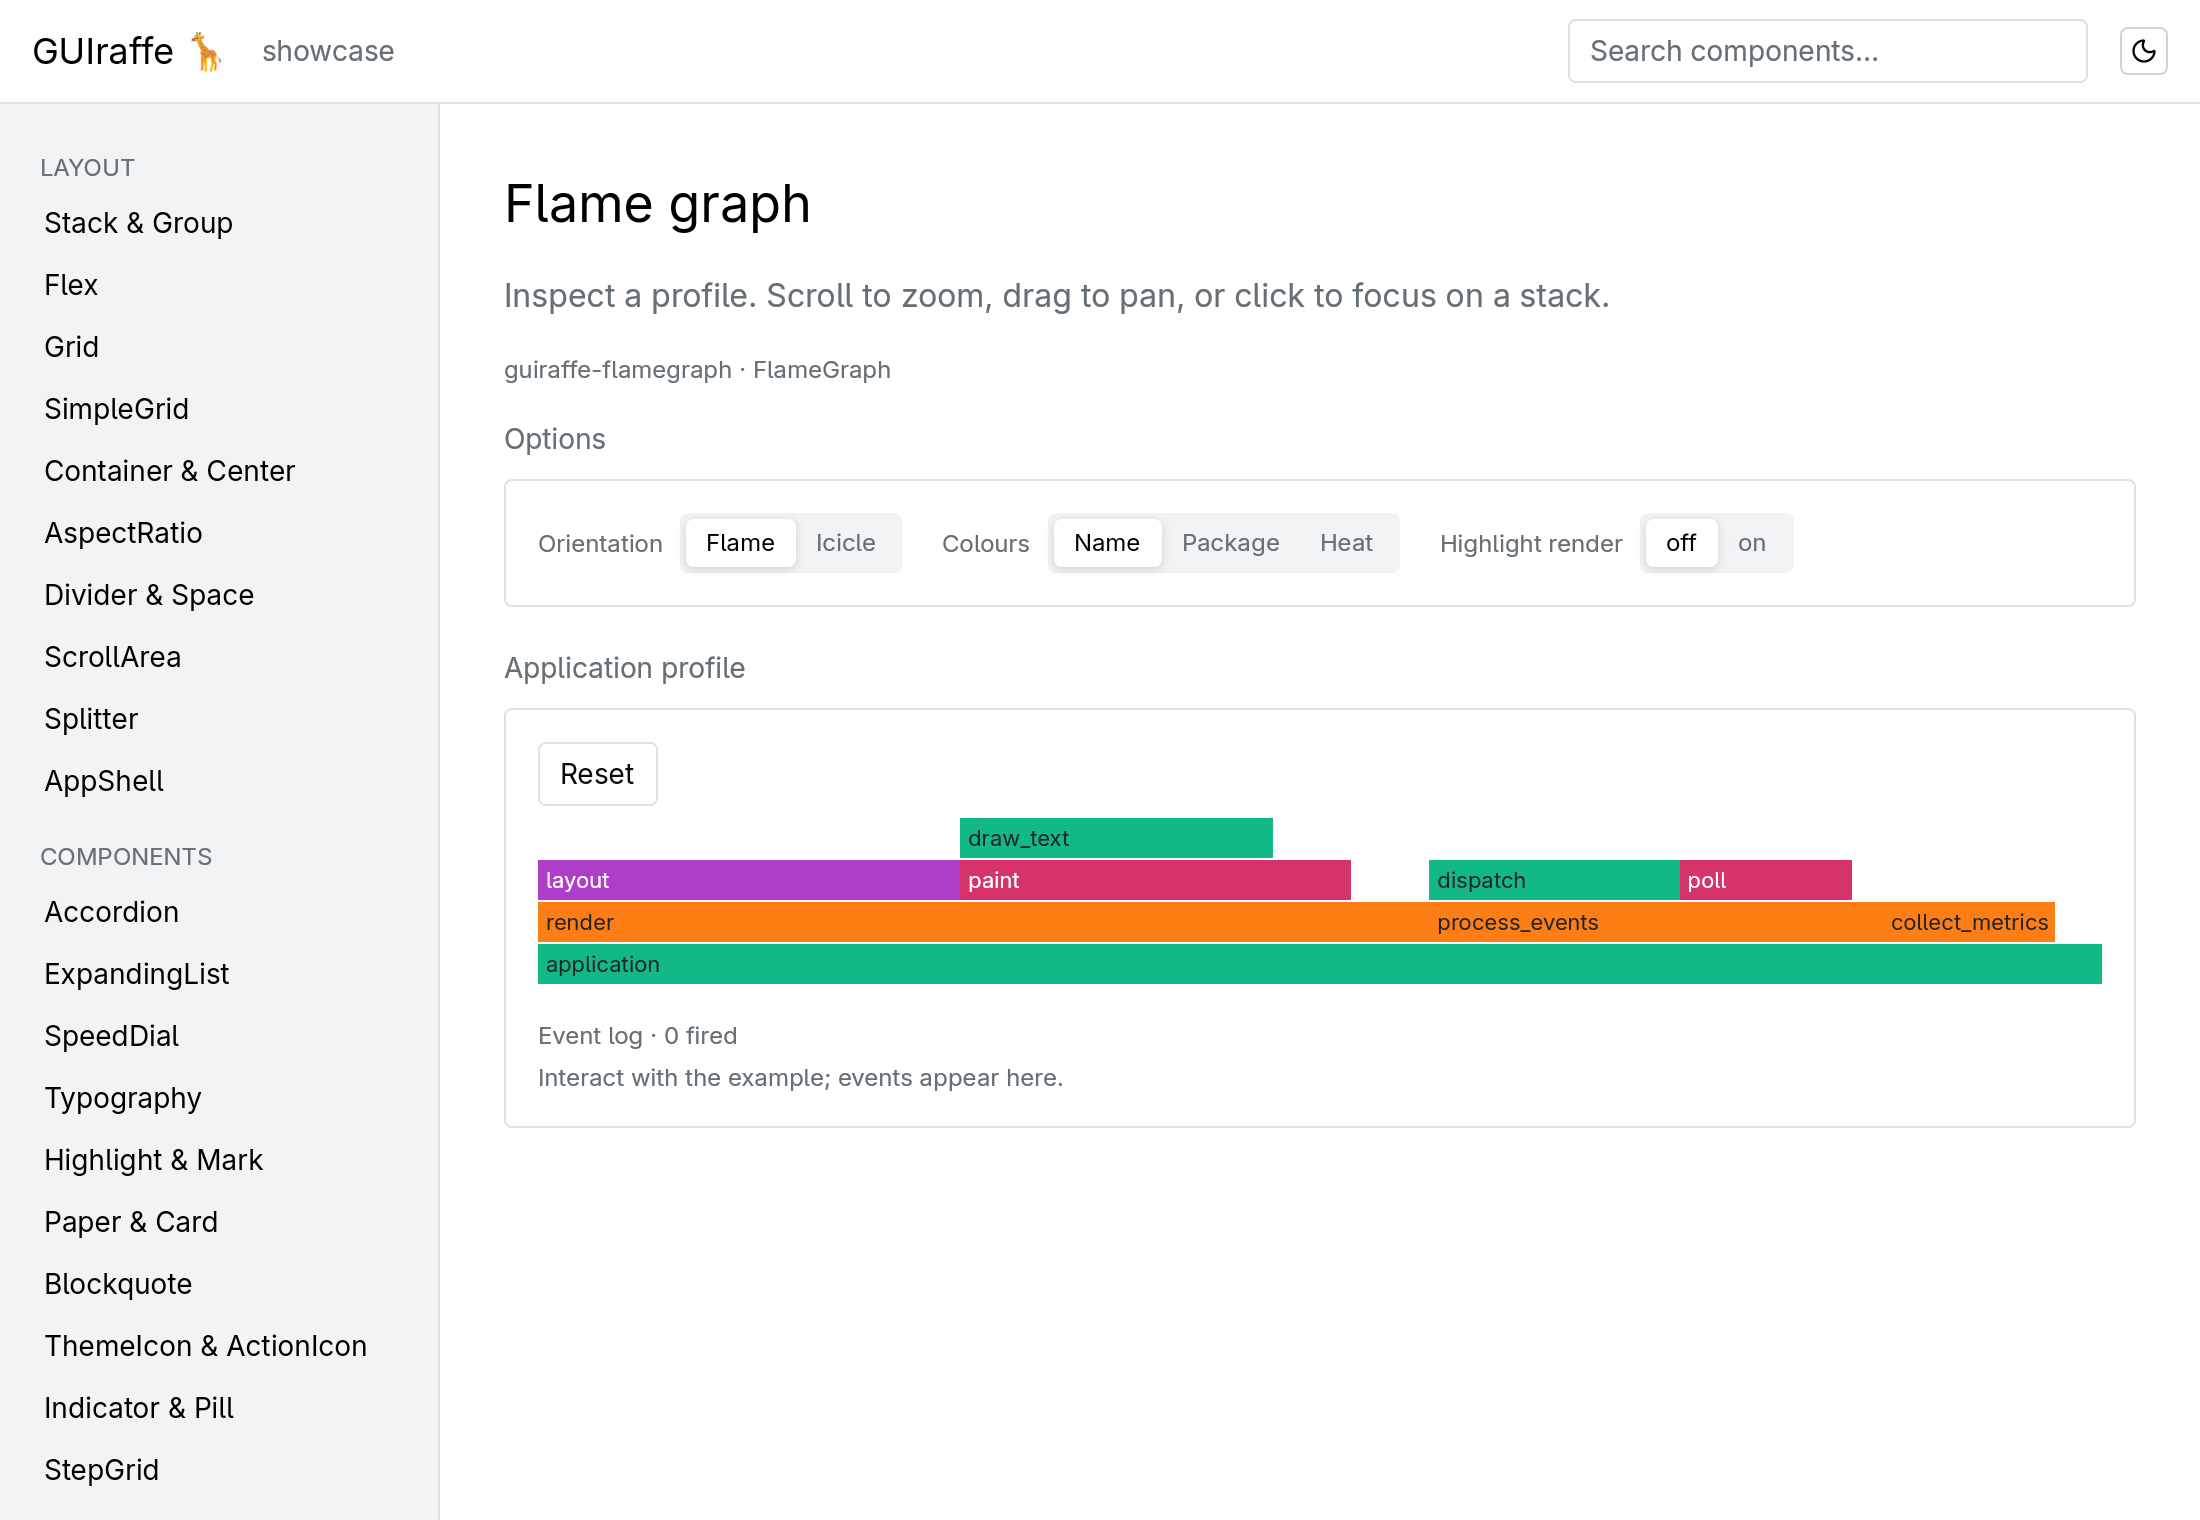 GUIraffe 🦒 showcase Search components...
LAYOUT
Stack & Group
Flex
Grid
SimpleGrid
Container & Center
AspectRatio
Divider & Space
ScrollArea
Splitter
AppShell
COMPONENTS
Accordion
ExpandingList
SpeedDial
Typography
Highlight & Mark
Paper & Card
Blockquote
ThemeIcon & ActionIcon
Indicator & Pill
StepGrid
Flame graph
Inspect a profile. Scroll to zoom, drag to pan, or click to focus on a stack.
guiraffe-flamegraph · FlameGraph
Options
Orientation Flame Icicle Colours Name Package Heat Highlight render off on
Application profile
Reset
draw_text
layout paint dispatch poll
render process_events collect_metrics
application
Event log · 0 fired
Interact with the example; events appear here.